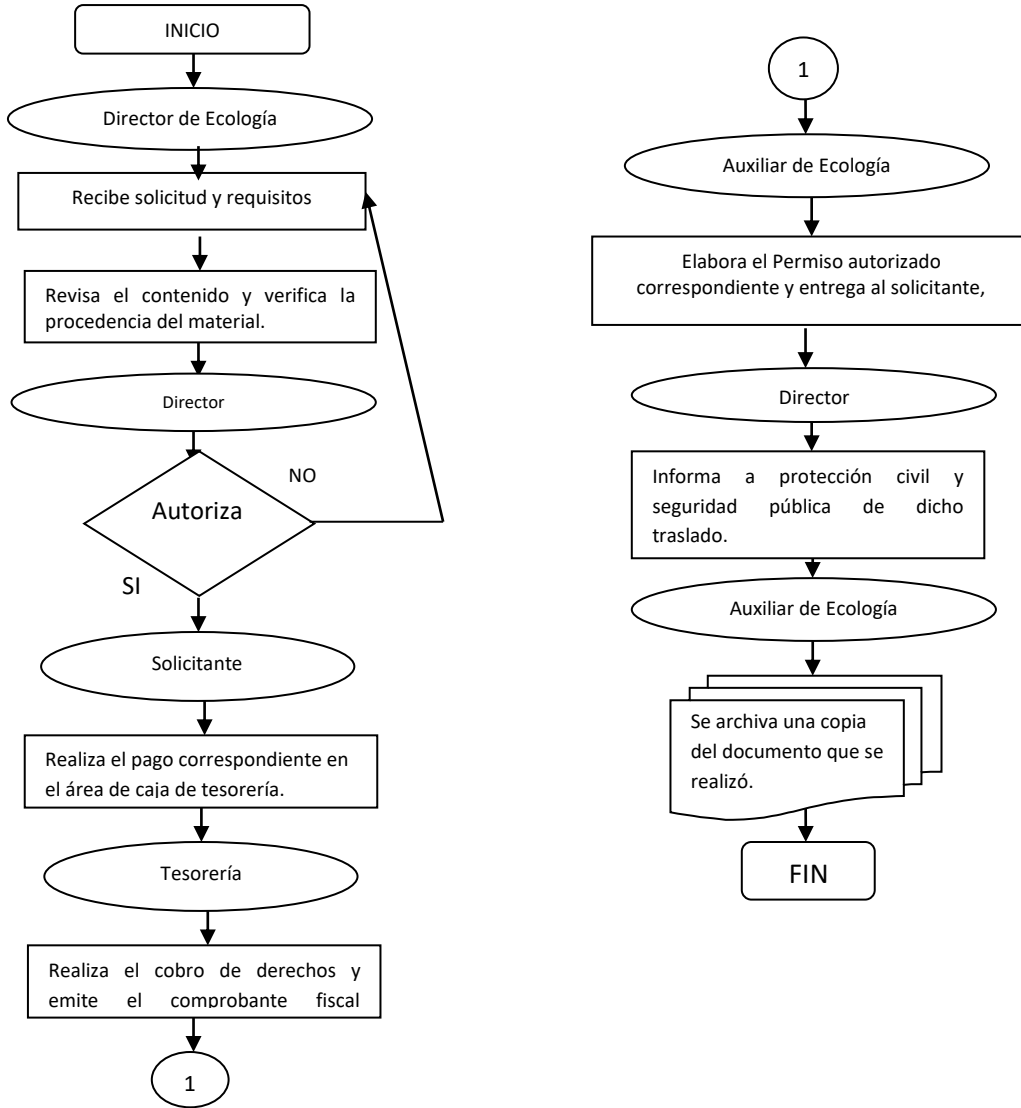 INICIO
Director de Ecología
Recibe solicitud y requisitos
Revisa el contenido y verifica la
procedencia del material.
Director
NO
Autoriza
SI
Solicitante
Realiza el pago correspondiente en
el área de caja de tesorería.
Tesorería
Realiza el cobro de derechos y
emite el comprobante fiscal
1
1
Auxiliar de Ecología
Elabora el Permiso autorizado
correspondiente y entrega al solicitante,
Director
Informa a protección civil y
seguridad pública de dicho
traslado.
Auxiliar de Ecología
Se archiva una copia
del documento que se
realizó.
FIN